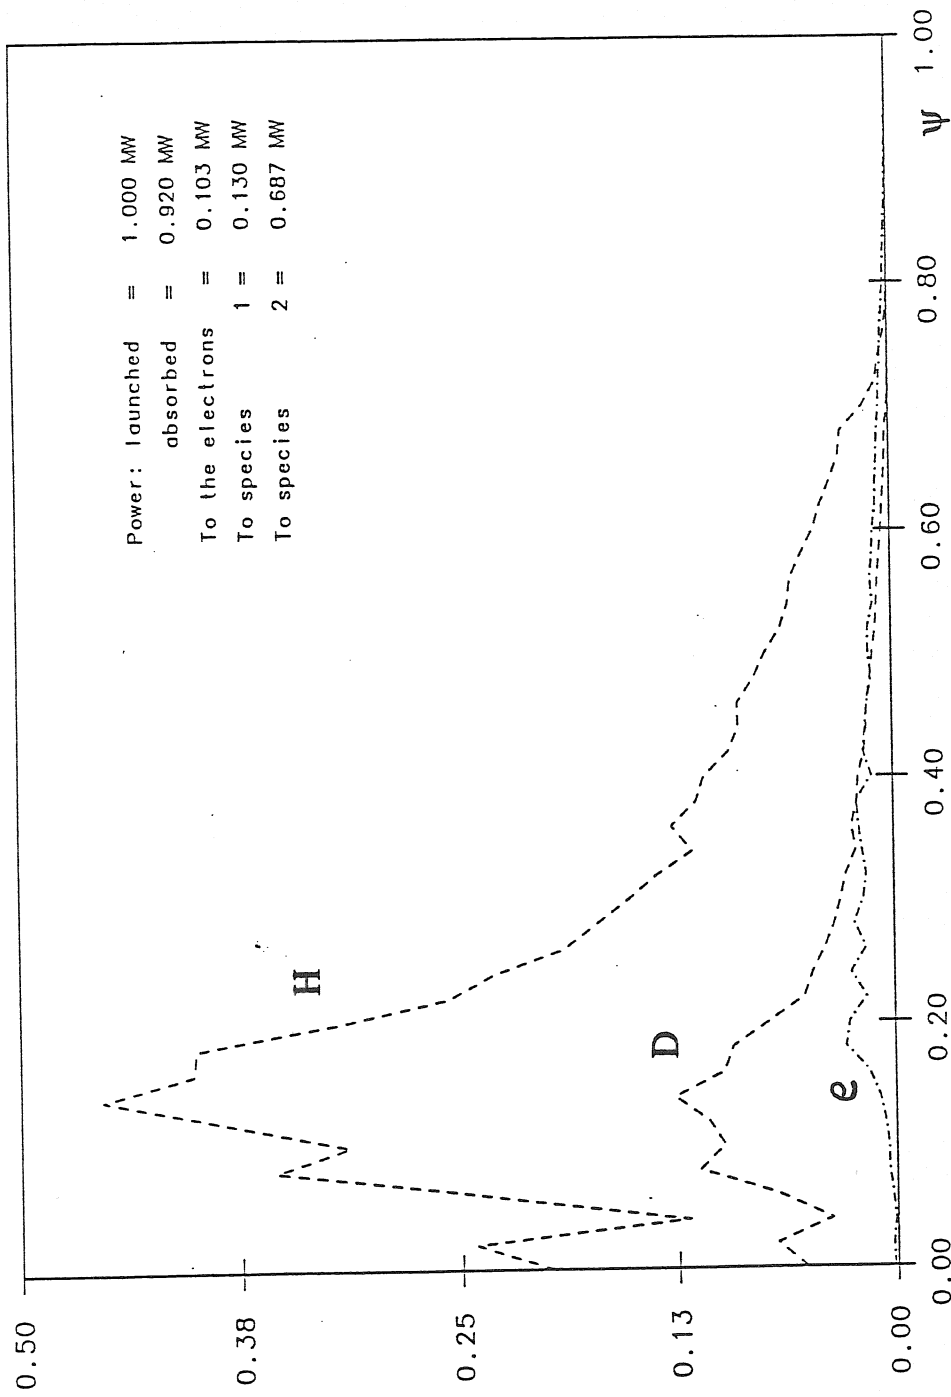 0.50
0.38
0.25
0.13
0.00
Power: launched = 1.000 MW
absorbed = 0.920 MW
To the electrons = 0.103 MW
To species 1 = 0.130 MW
To species 2 = 0.687 MW
H
D
e
0.00 0.20 0.40 0.60 0.80 ψ 1.00